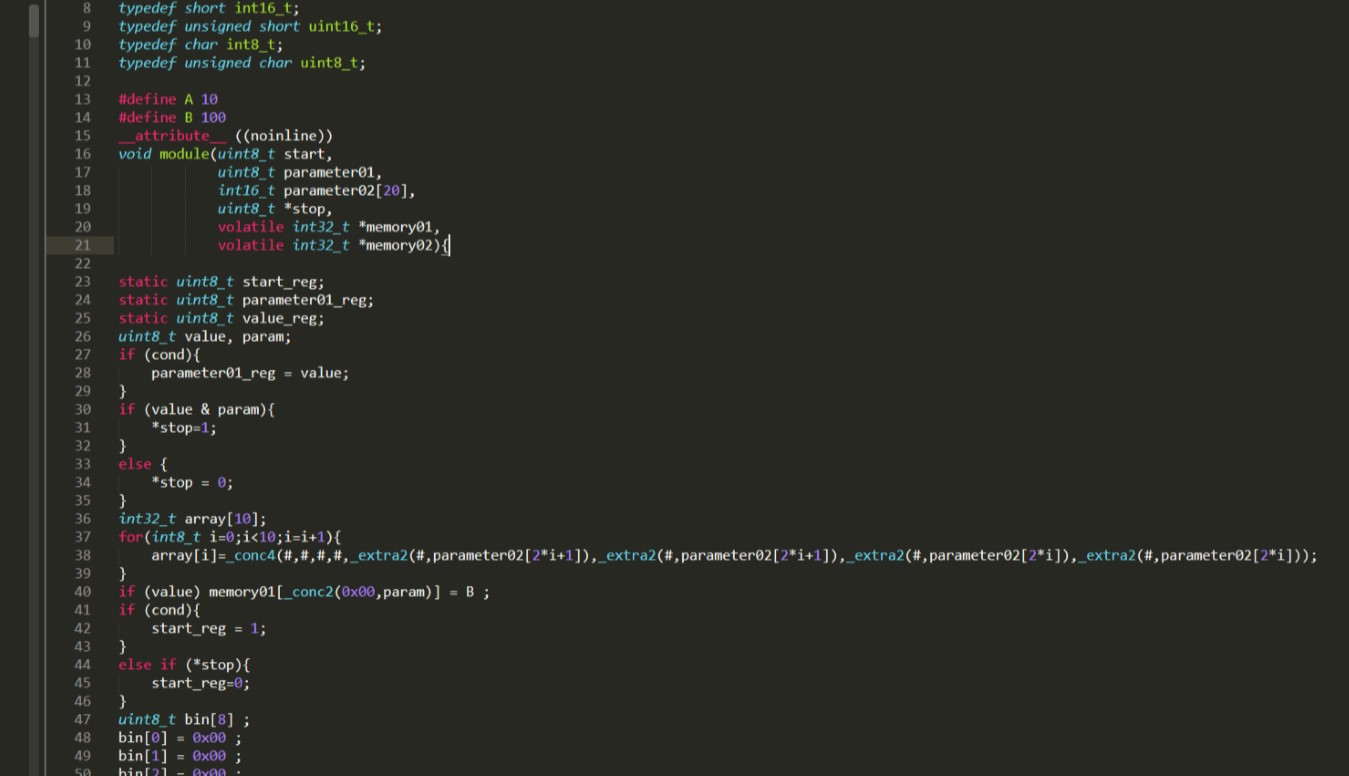 8 typedef short int16_t;
9 typedef unsigned short uint16_t;
10 typedef char int8_t;
11 typedef unsigned char uint8_t;
12
13 #define A 10
14 #define B 100
15 __attribute__ ((noinline))
16 void module(uint8_t start,
17 uint8_t parameter01,
18 int16_t parameter02[20],
19 uint8_t *stop,
20 volatile int32_t *memory01,
21 volatile int32_t *memory02){
22
23 static uint8_t start_reg;
24 static uint8_t parameter01_reg;
25 static uint8_t value_reg;
26 uint8_t value, param;
27 if (cond){
28 parameter01_reg = value;
29 }
30 if (value & param){
31 *stop=1;
32 }
33 else {
34 *stop = 0;
35 }
36 int32_t array[10];
37 for(int8_t i=0;i<10;i=i+1){
38 array[i]=_conc4(#,#,#,#,_extra2(#,parameter02[2*i+1]),_extra2(#,parameter02[2*i+1]),_extra2(#,parameter02[2*i]),_extra2(#,parameter02[2*i]));
39 }
40 if (value) memory01[_conc2(0x00,param)] = B ;
41 if (cond){
42 start_reg = 1;
43 }
44 else if (*stop){
45 start_reg=0;
46 }
47 uint8_t bin[8] ;
48 bin[0] = 0x00 ;
49 bin[1] = 0x00 ;
50 bin[2] = 0x00 ;